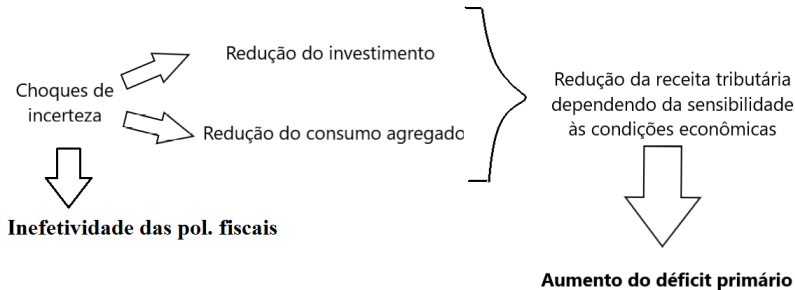 Choques de
incerteza
Redução do investimento
Redução do consumo agregado
Redução da receita tributária
dependendo da sensibilidade
às condições econômicas
Inefetividade das pol. fiscais
Aumento do déficit primário